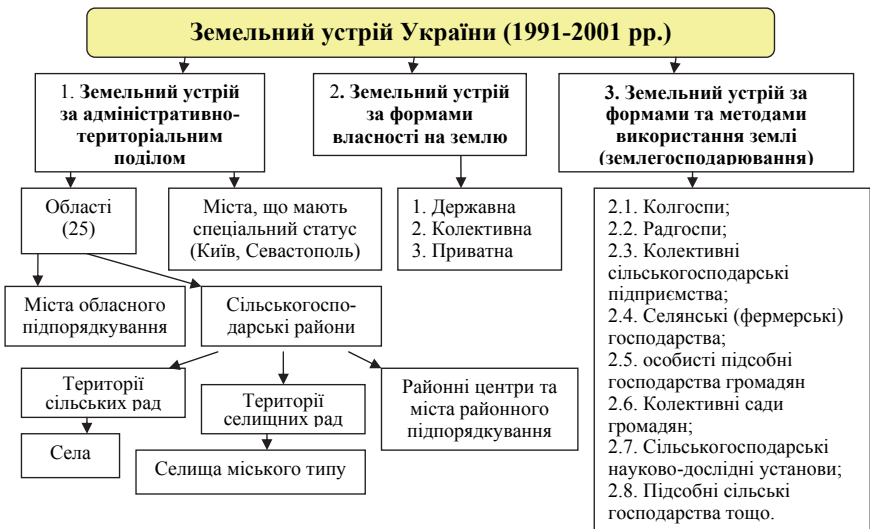 Земельний устрій України (1991-2001 рр.)
1. Земельний устрій
за адміністративно-
територіальним
поділом
2. Земельний устрій
за формами
власності на землю
3. Земельний устрій за
формами та методами
використання землі
(землегосподарювання)
Області
(25)
Міста, що мають
спеціальний статус
(Київ, Севастополь)
1. Державна
2. Колективна
3. Приватна
2.1. Колгоспи;
2.2. Радгоспи;
2.3. Колективні
сільськогосподарські
підприємства;
2.4. Селянські (фермерські)
господарства;
2.5. особисті підсобні
господарства громадян
2.6. Колективні сади
громадян;
2.7. Сільськогосподарські
науково-дослідні установи;
2.8. Підсобні сільські
господарства тощо.
Міста обласного
підпорядкування
Сільськогоспо-
дарські райони
Території
сільських рад
Території
селищних рад
Районні центри та
міста районного
підпорядкування
Села
Селища міського типу